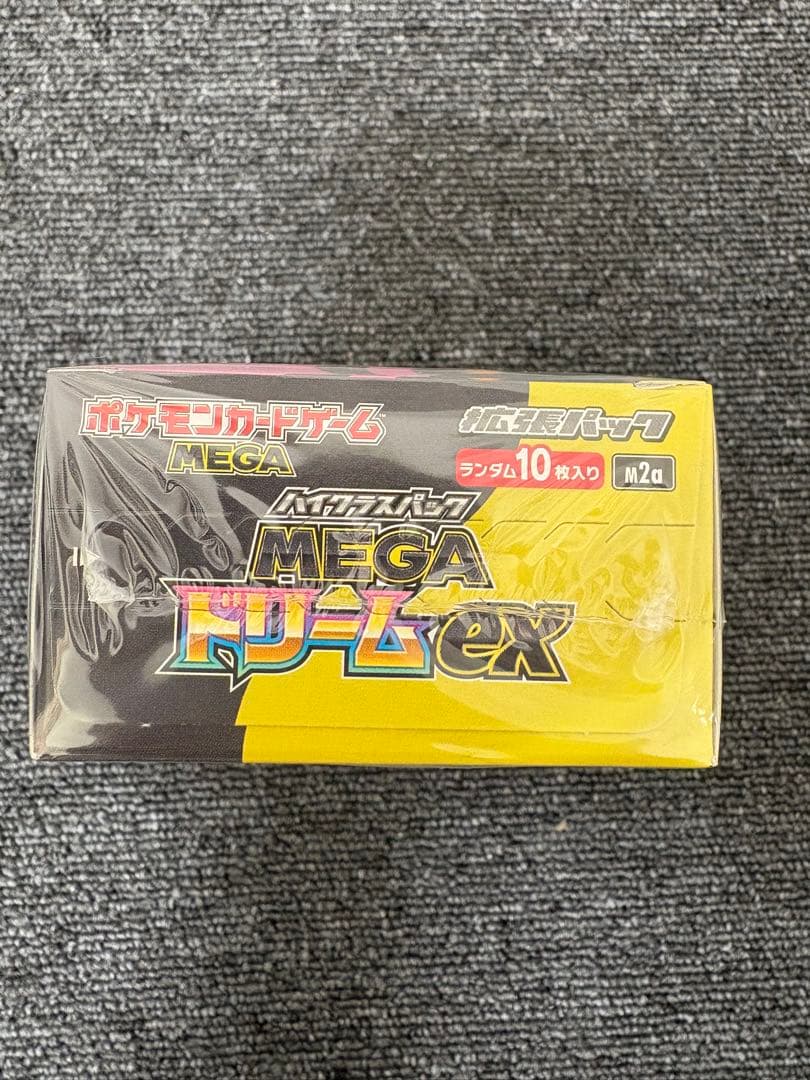 ポケモンカードゲーム™
MEGA
拡張パック
ランダム10枚入り
M2a
ハイクラスパック
MEGA
ドリームex